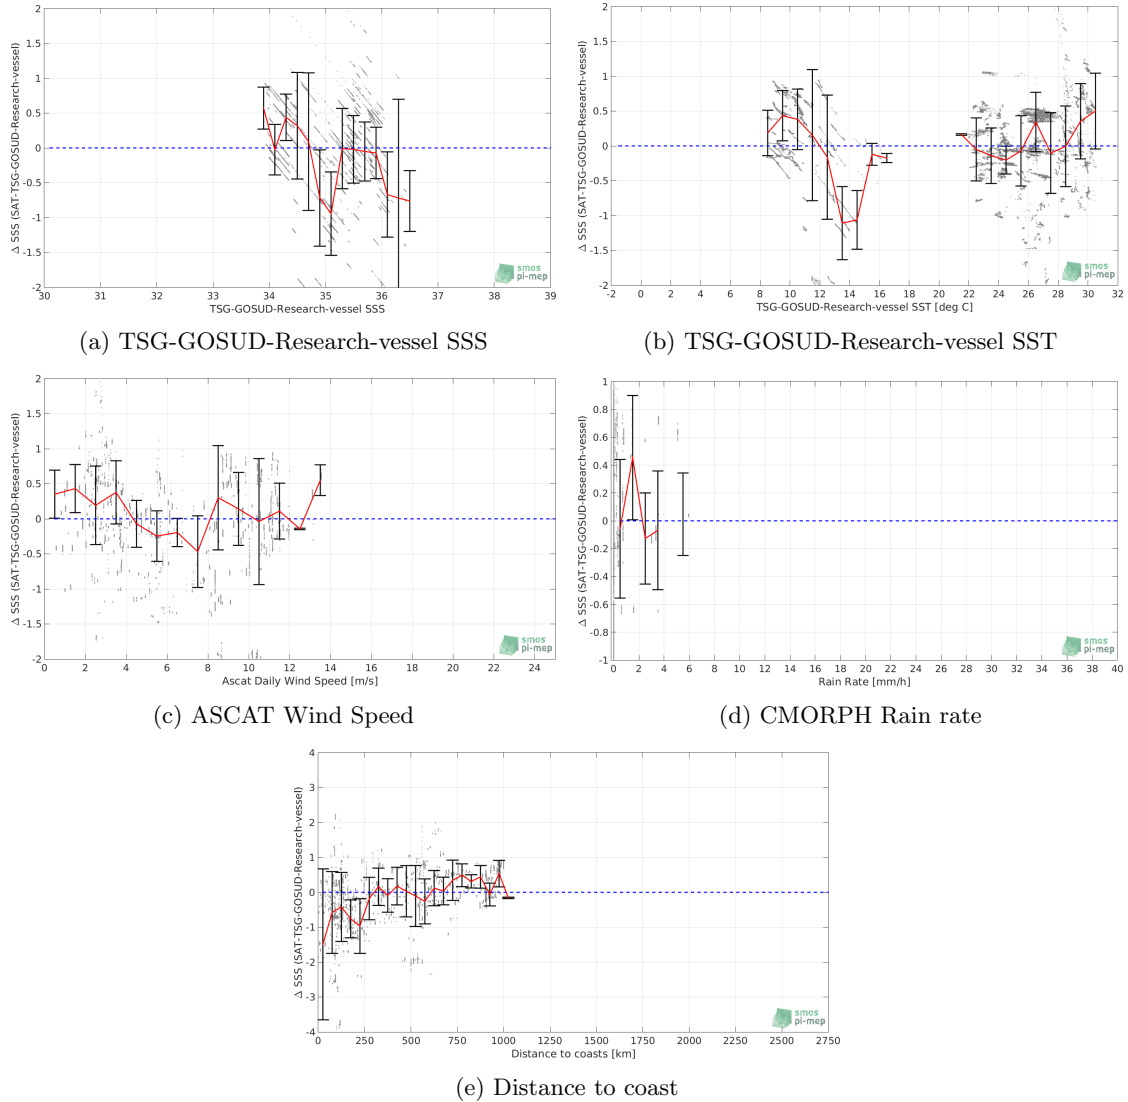 Δ SSS (SAT-TSG-GOSUD-Research-vessel)
2
1.5
1
0.5
0
-0.5
-1
-1.5
-2
30 31 32 33 34 35 36 37 38 39
TSG-GOSUD-Research-vessel SSS
smos
pi-mep
(a) TSG-GOSUD-Research-vessel SSS
Δ SSS (SAT-TSG-GOSUD-Research-vessel)
2
1.5
1
0.5
0
-0.5
-1
-1.5
-2
-2 0 2 4 6 8 10 12 14 16 18 20 22 24 26 28 30 32
TSG-GOSUD-Research-vessel SST [deg C]
smos
pi-mep
(b) TSG-GOSUD-Research-vessel SST
Δ SSS (SAT-TSG-GOSUD-Research-vessel)
2
1.5
1
0.5
0
-0.5
-1
-1.5
-2
0 2 4 6 8 10 12 14 16 18 20 22 24
Ascat Daily Wind Speed [m/s]
smos
pi-mep
(c) ASCAT Wind Speed
Δ SSS (SAT-TSG-GOSUD-Research-vessel)
1
0.8
0.6
0.4
0.2
0
-0.2
-0.4
-0.6
-0.8
-1
0 2 4 6 8 10 12 14 16 18 20 22 24 26 28 30 32 34 36 38 40
Rain Rate [mm/h]
smos
pi-mep
(d) CMORPH Rain rate
Δ SSS (SAT-TSG-GOSUD-Research-vessel)
4
3
2
1
0
-1
-2
-3
-4
0 250 500 750 1000 1250 1500 1750 2000 2250 2500 2750
Distance to coasts [km]
smos
pi-mep
(e) Distance to coast